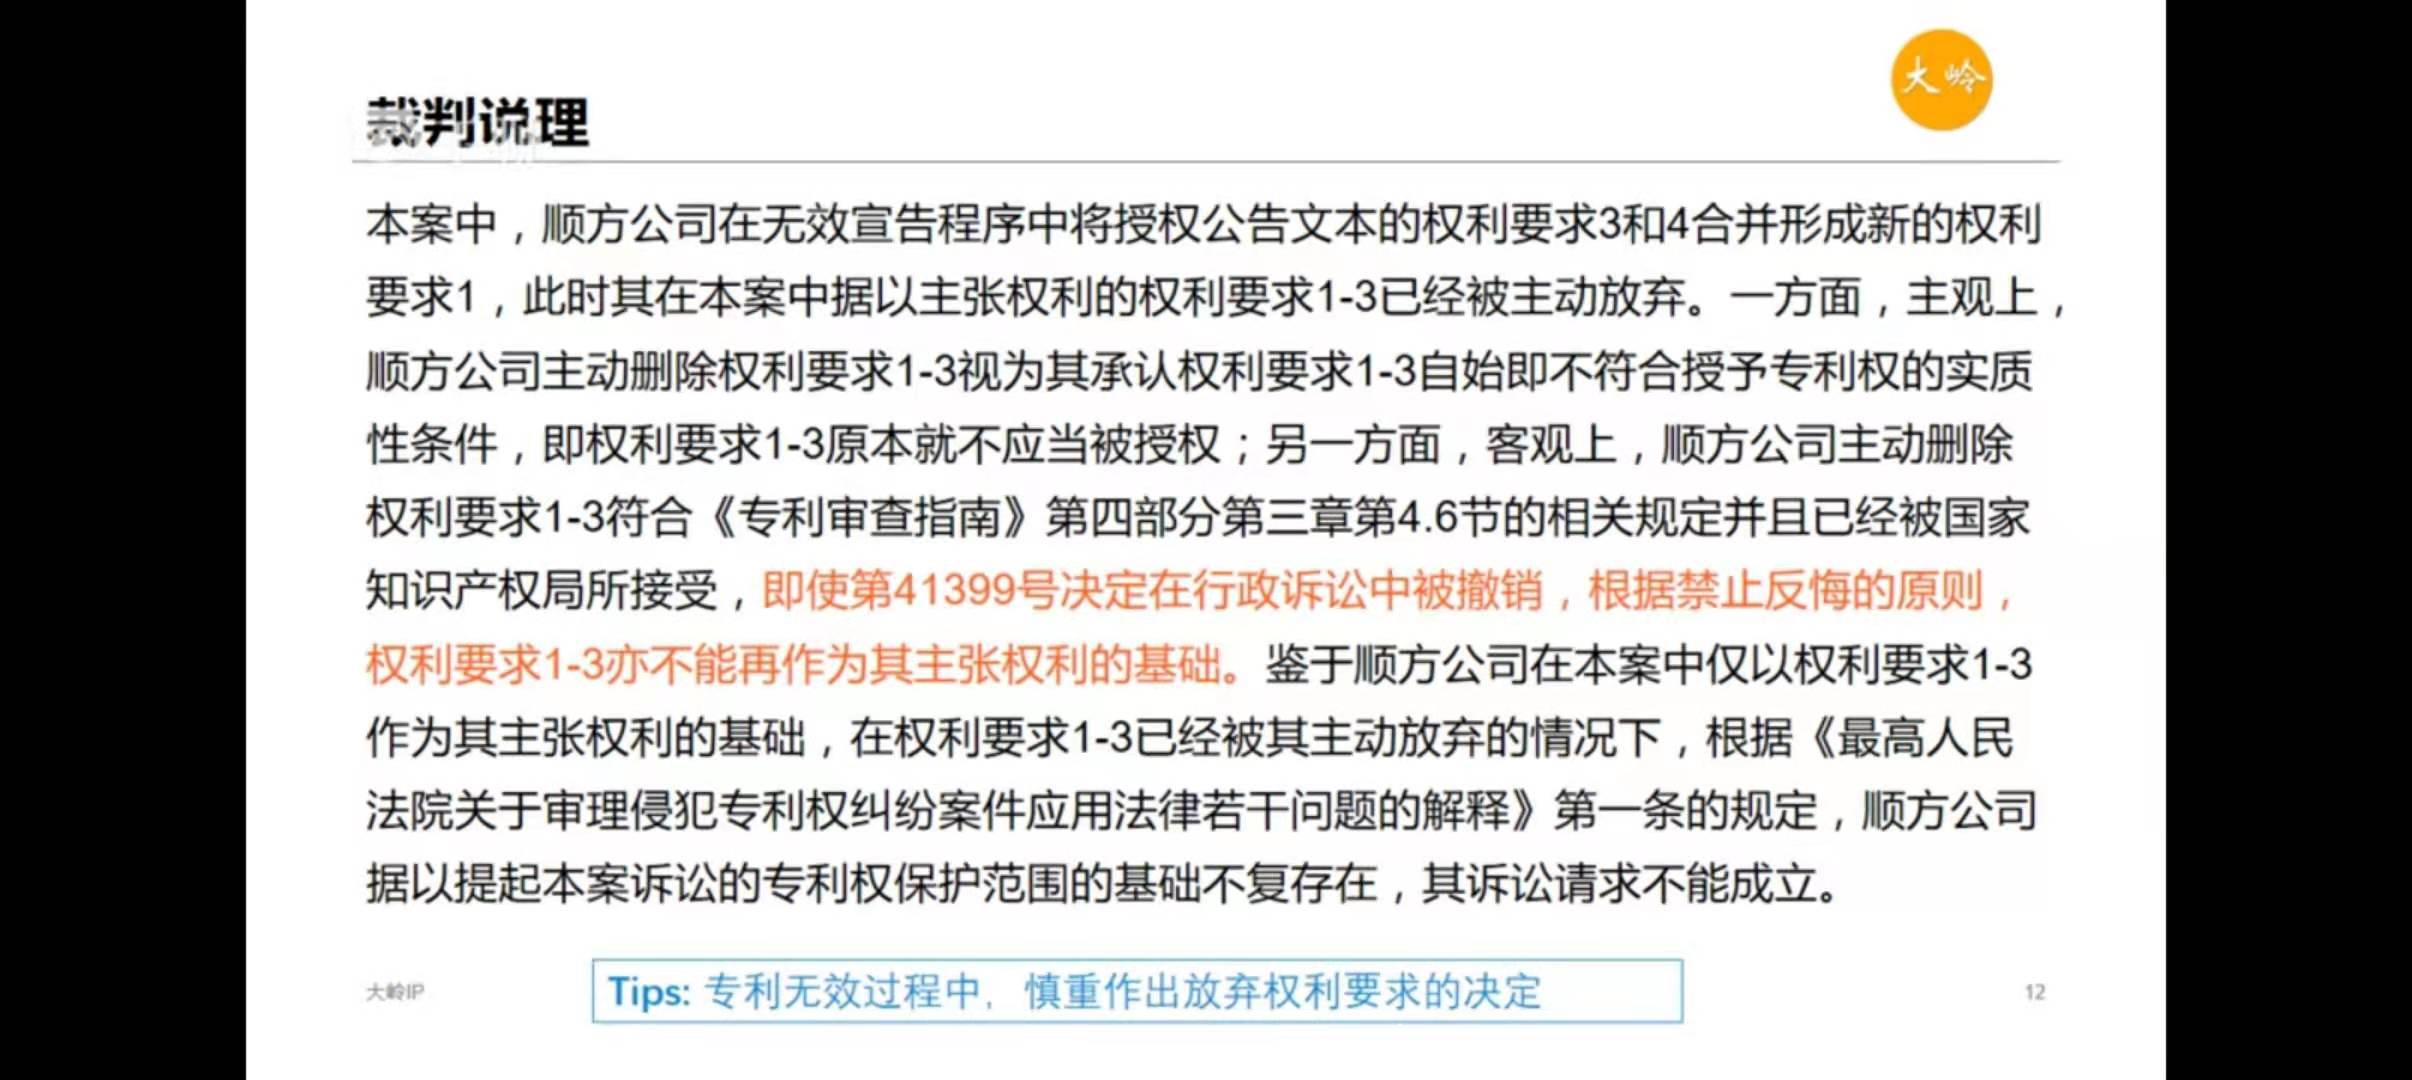 大岭
裁判说理
本案中，顺方公司在无效宣告程序中将授权公告文本的权利要求3和4合并形成新的权利
要求1，此时其在本案中据以主张权利的权利要求1-3已经被主动放弃。一方面，主观上，
顺方公司主动删除权利要求1-3视为其承认权利要求1-3自始即不符合授予专利权的实质
性条件，即权利要求1-3原本就不应当被授权；另一方面，客观上，顺方公司主动删除
权利要求1-3符合《专利审查指南》第四部分第三章第4.6节的相关规定并且已经被国家
知识产权局所接受，即使第41399号决定在行政诉讼中被撤销，根据禁止反悔的原则，
权利要求1-3亦不能再作为其主张权利的基础。鉴于顺方公司在本案中仅以权利要求1-3
作为其主张权利的基础，在权利要求1-3已经被其主动放弃的情况下，根据《最高人民
法院关于审理侵犯专利权纠纷案件应用法律若干问题的解释》第一条的规定，顺方公司
据以提起本案诉讼的专利权保护范围的基础不复存在，其诉讼请求不能成立。
大岭IP
Tips: 专利无效过程中，慎重作出放弃权利要求的决定
12